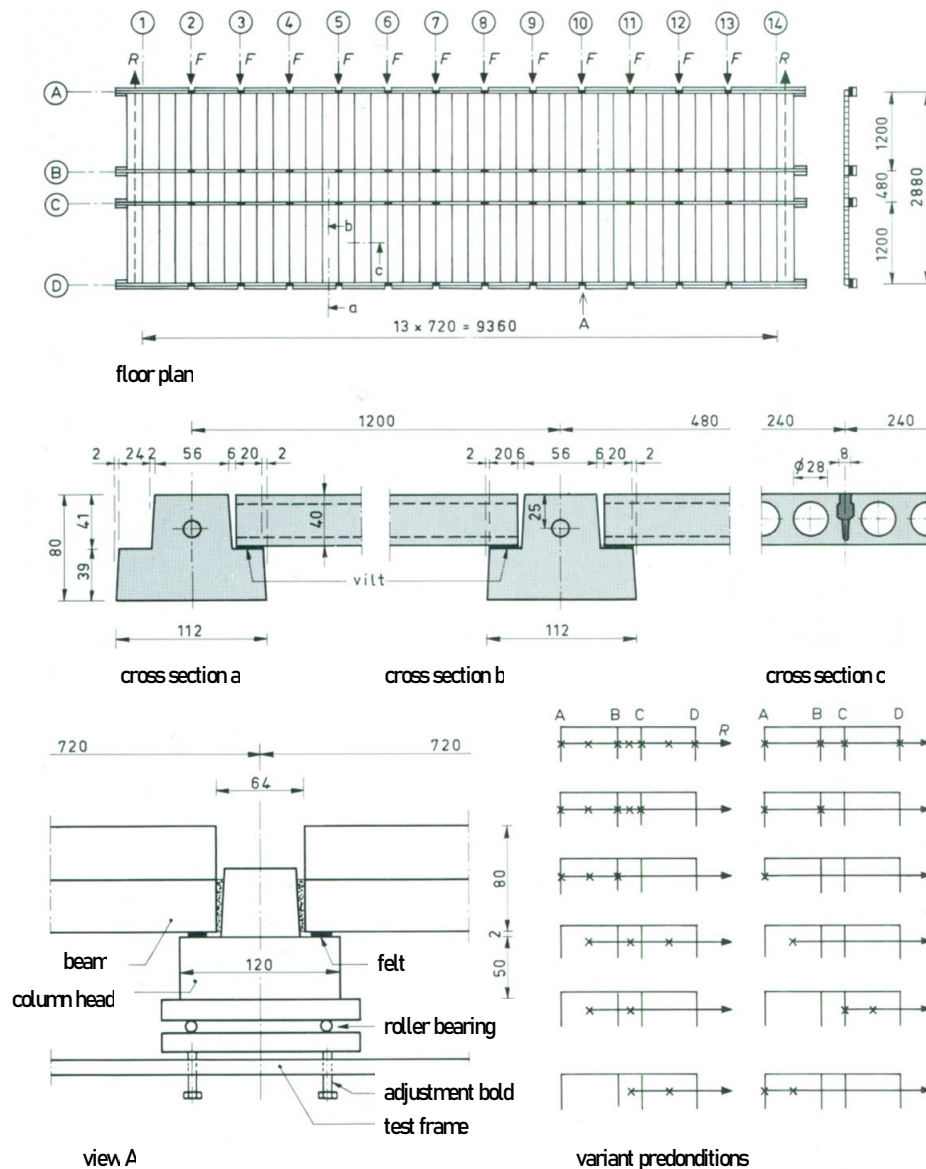 1 2 3 4 5 6 7 8 9 10 11 12 13 14
R F F F F F F F F F F F F R
A
B
C
D
b
c
a
A
1200
480
1200
2880
13 × 720 = 9360
floor plan
1200 480 240 240
2 24 2 56 6 20 2 2 20 6 56 6 20 2 ϕ28 8
80 41 39 40 25
vilt
112 112
cross section a cross section b cross section c
720 720
64
80
2
50
beam
felt
column head
120
roller bearing
adjustment bold
test frame
view A
A B C D R A B C D
variant predonditions